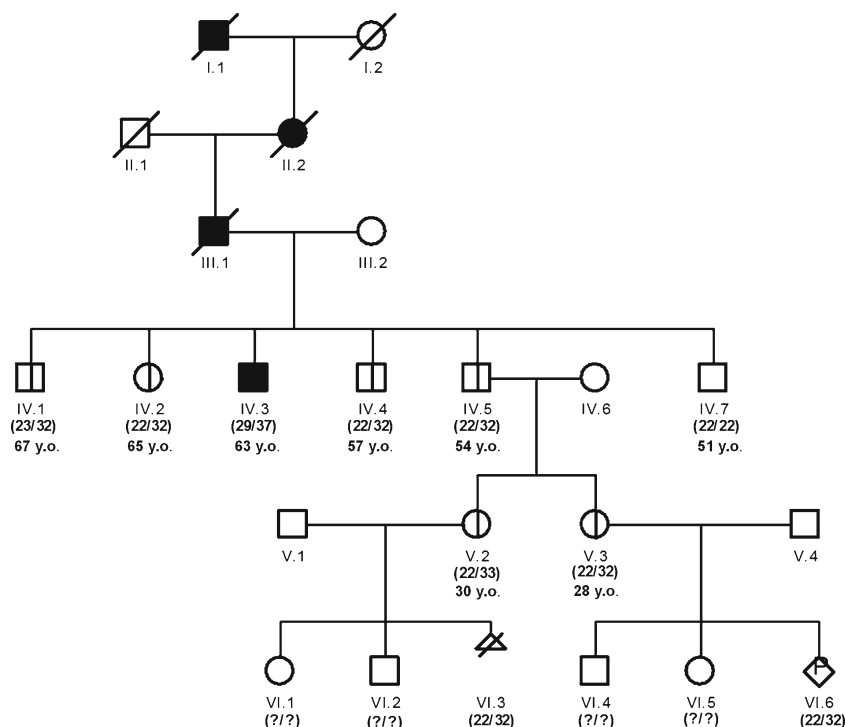 I.1 I.2
II.1 II.2
III.1 III.2
IV.1 IV.2 IV.3 IV.4 IV.5 IV.6 IV.7
(23/32) (22/32) (29/37) (22/32) (22/32) (22/22)
67 y.o. 65 y.o. 63 y.o. 57 y.o. 54 y.o. 51 y.o.
V.1 V.2 V.3 V.4
(22/33) (22/32)
30 y.o. 28 y.o.
P
VI.1 VI.2 VI.3 VI.4 VI.5 VI.6
(?/?) (?/?) (22/32) (?/?) (?/?) (22/32)